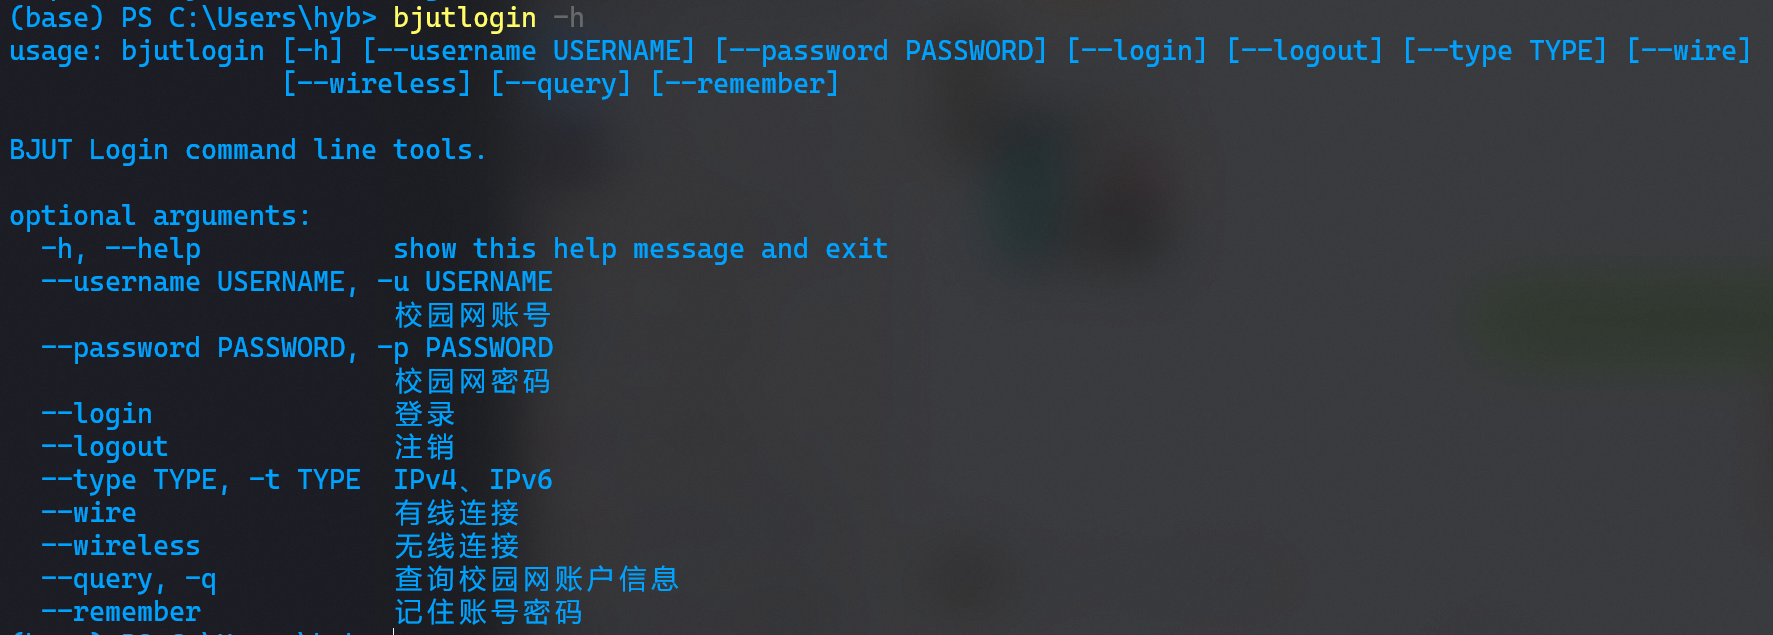 (base) PS C:\Users\hyb> bjutlogin -h
usage: bjutlogin [-h] [--username USERNAME] [--password PASSWORD] [--login] [--logout] [--type TYPE] [--wire]
                 [--wireless] [--query] [--remember]

BJUT Login command line tools.

optional arguments:
  -h, --help            show this help message and exit
  --username USERNAME, -u USERNAME
                        校园网账号
  --password PASSWORD, -p PASSWORD
                        校园网密码
  --login               登录
  --logout              注销
  --type TYPE, -t TYPE  IPv4、IPv6
  --wire                有线连接
  --wireless            无线连接
  --query, -q           查询校园网账户信息
  --remember            记住账号密码